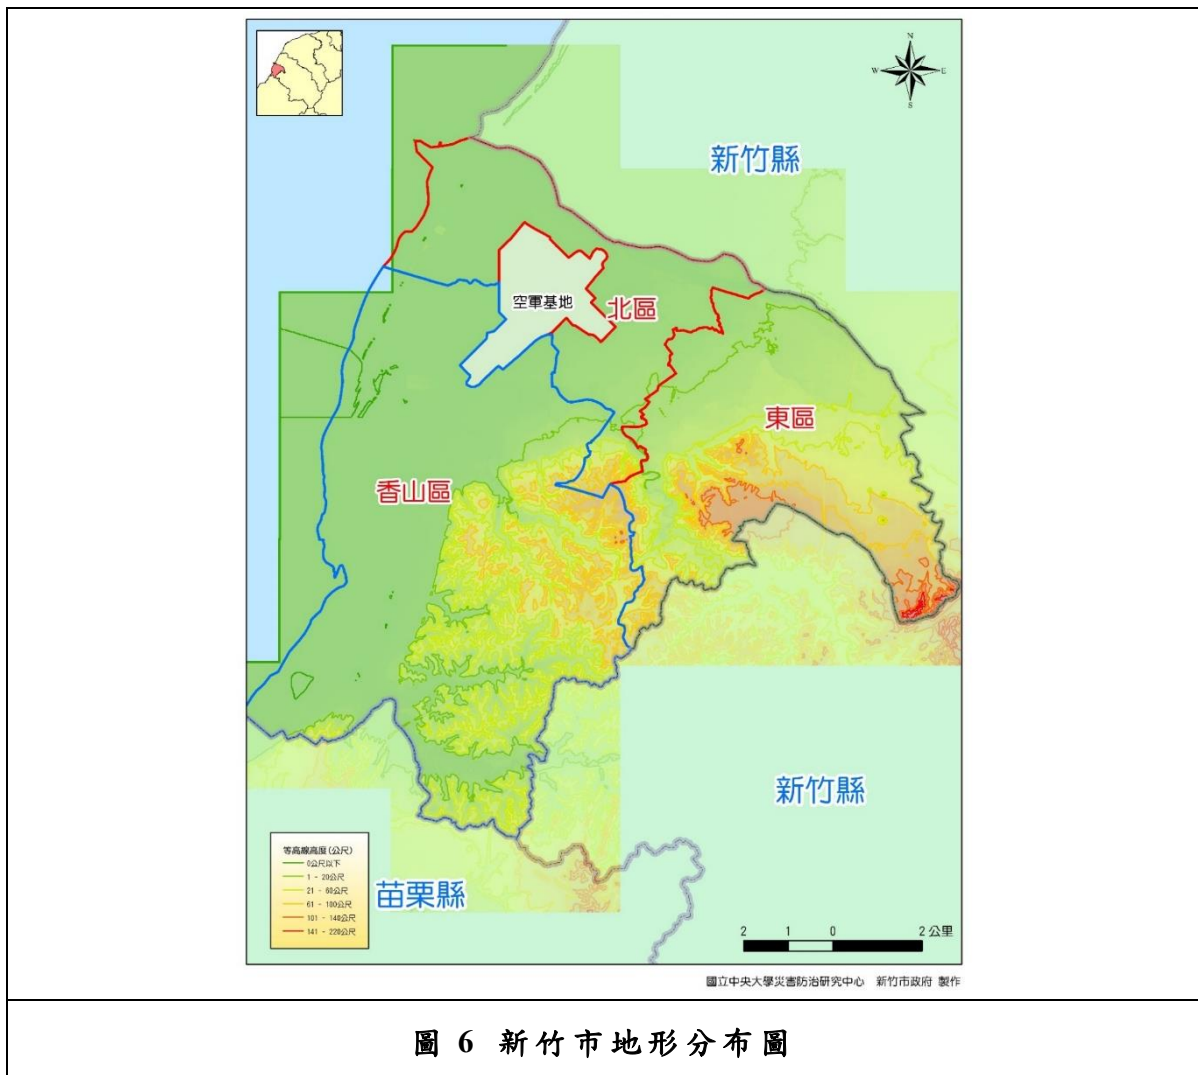 N
W
E
S
新竹縣
空軍基地
北區
東區
香山區
新竹縣
等高線高度(公尺)
0公尺以下
1 - 20公尺
21 - 60公尺
61 - 100公尺
101 - 140公尺
141 - 220公尺
苗栗縣
2 1 0 2 公里
國立中央大學災害防治研究中心 新竹市政府 製作
圖 6 新竹市地形分布圖